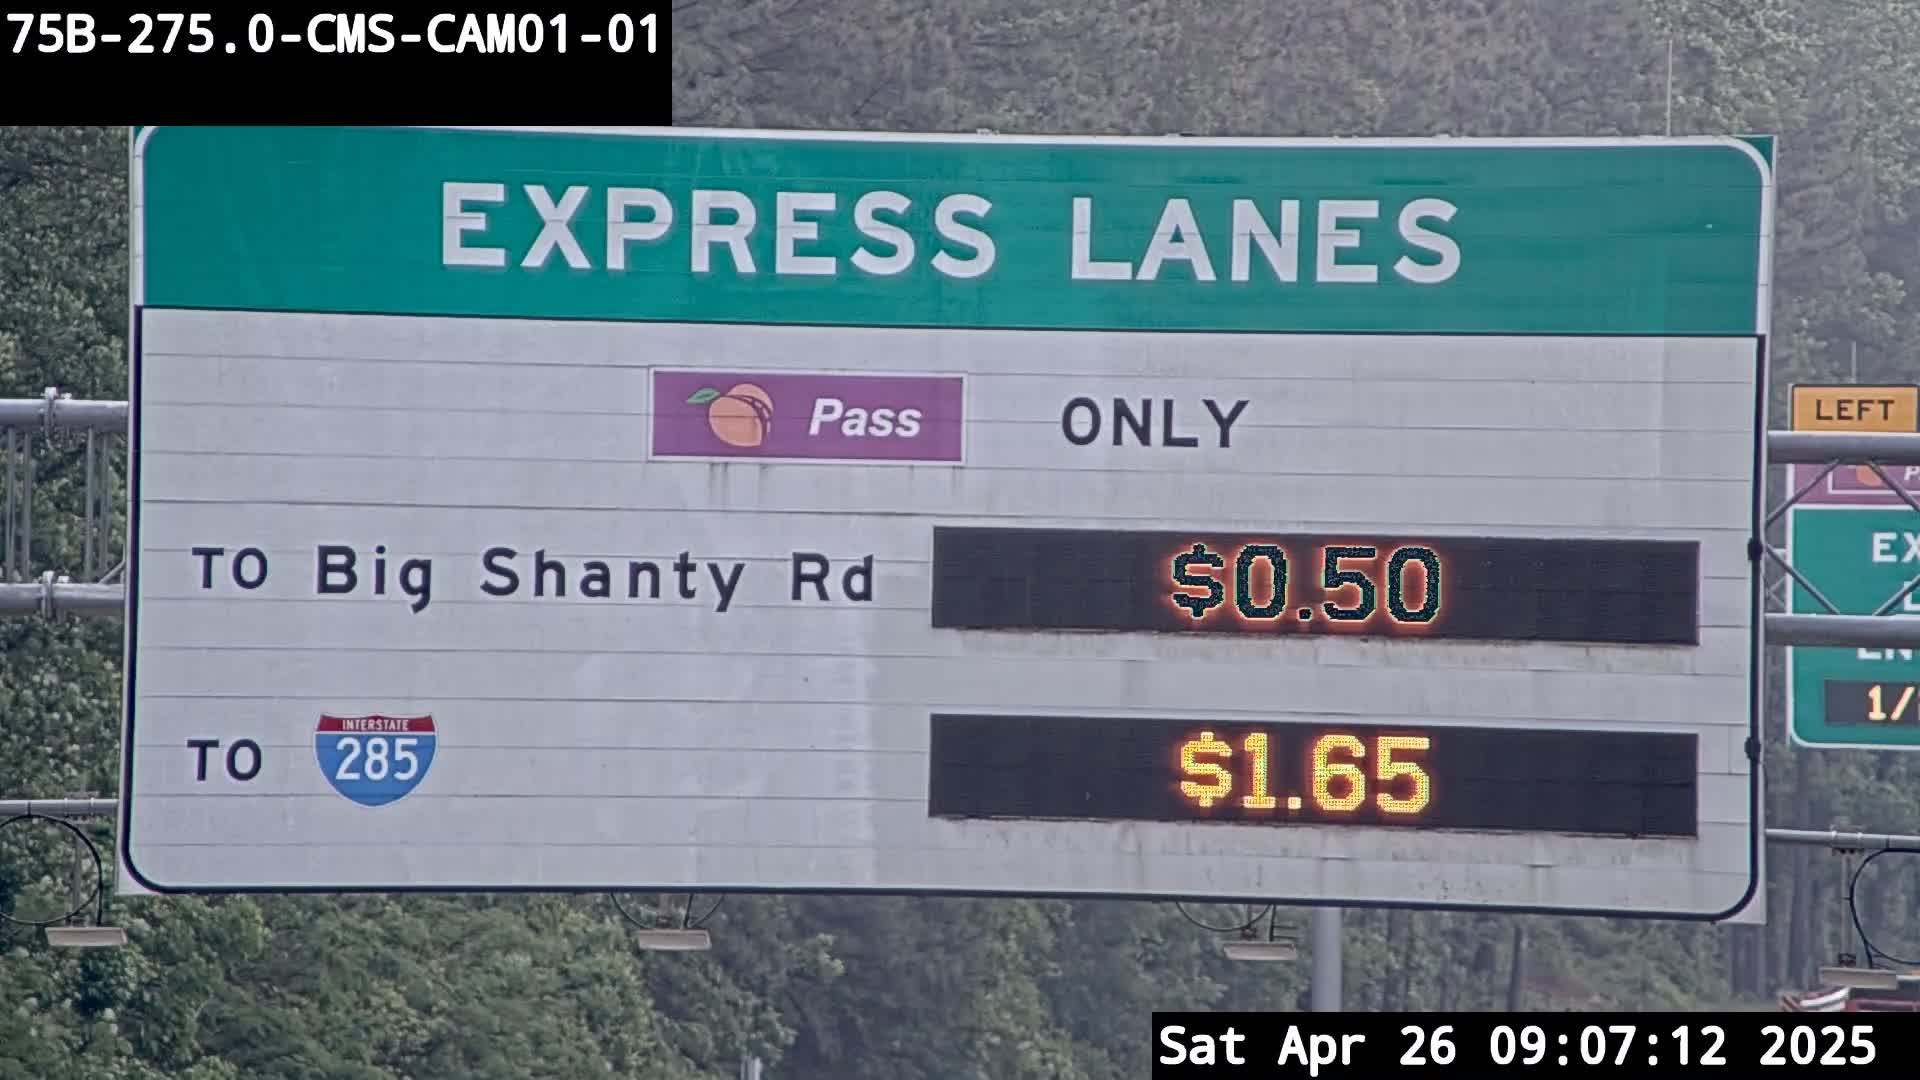 75B-275.0-CMS-CAM01-01
EXPRESS LANES
Pass ONLY
LEFT
TO Big Shanty Rd $0.50
TO INTERSTATE 285 $1.65
Sat Apr 26 09:07:12 2025